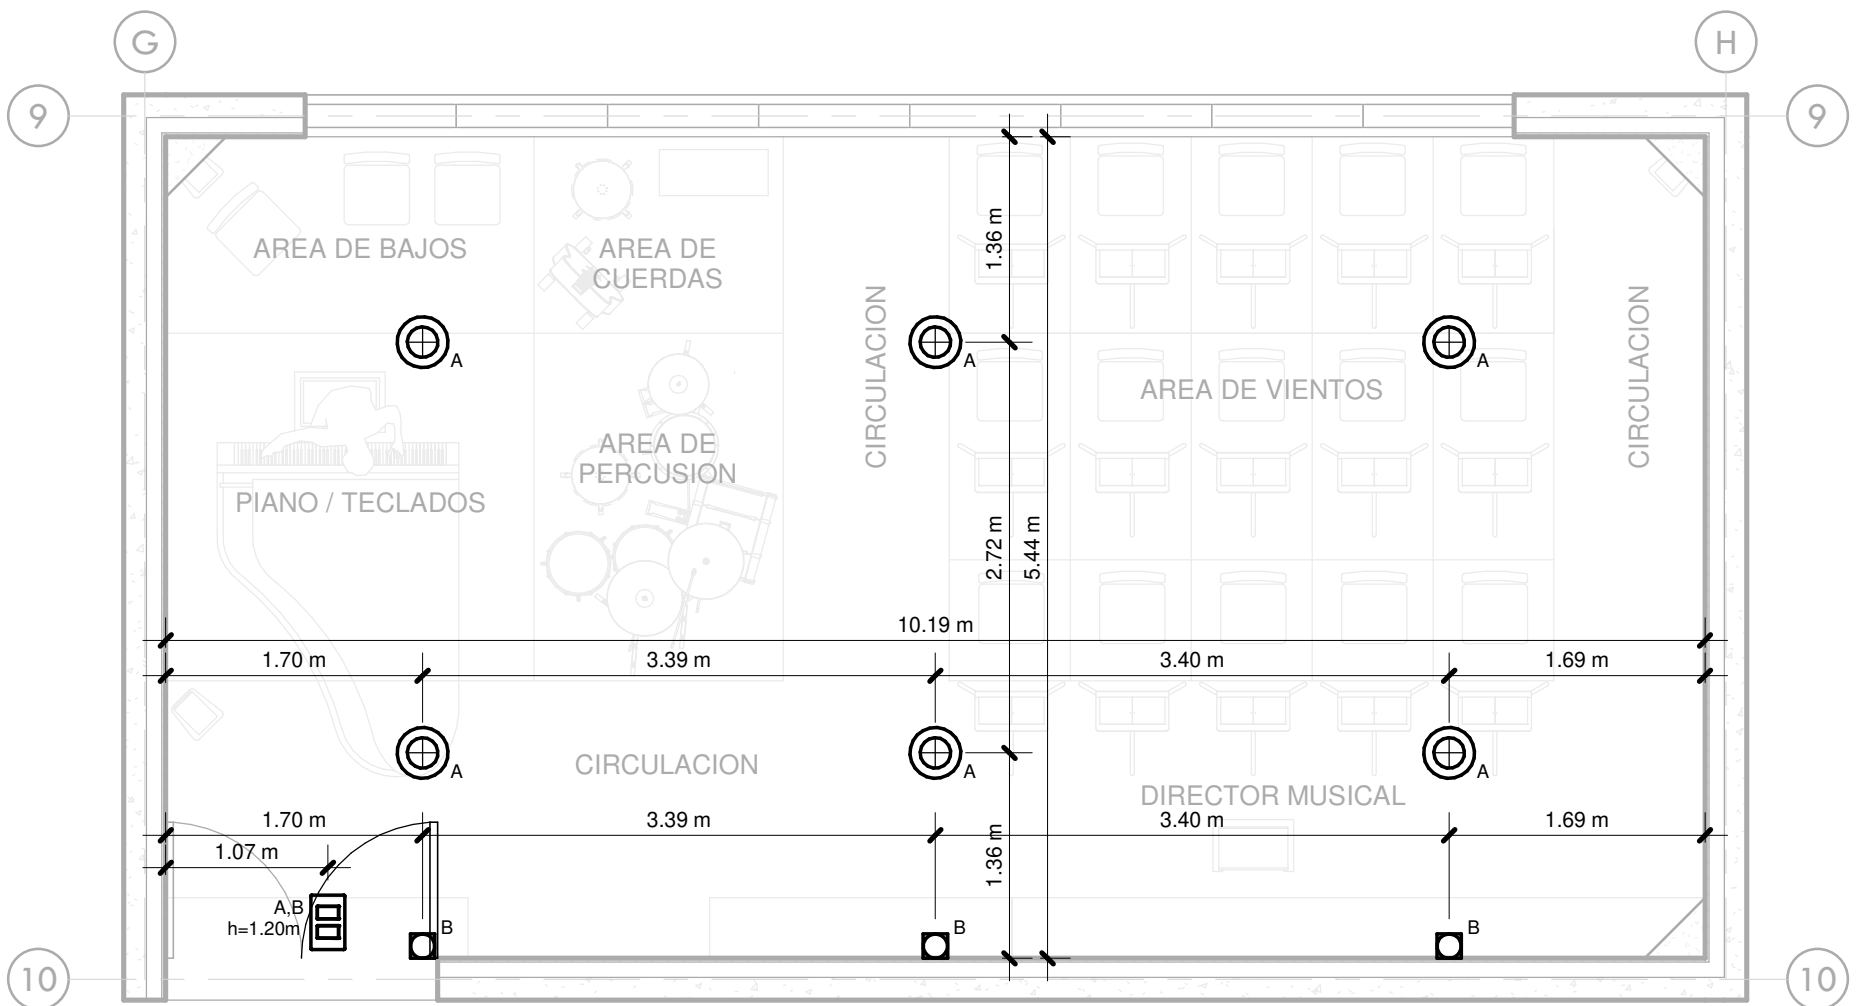 G
H
9
9
AREA DE BAJOS
AREA DE
CUERDAS
1.36 m
CIRCULACION
CIRCULACION
A
A
A
AREA DE VIENTOS
AREA DE
PERCUSION
PIANO / TECLADOS
2.72 m
5.44 m
10.19 m
1.70 m
3.39 m
3.40 m
1.69 m
A
A
A
CIRCULACION
DIRECTOR MUSICAL
1.70 m
3.39 m
3.40 m
1.69 m
1.07 m
1.36 m
A,B
h=1.20m
B
B
B
10
10